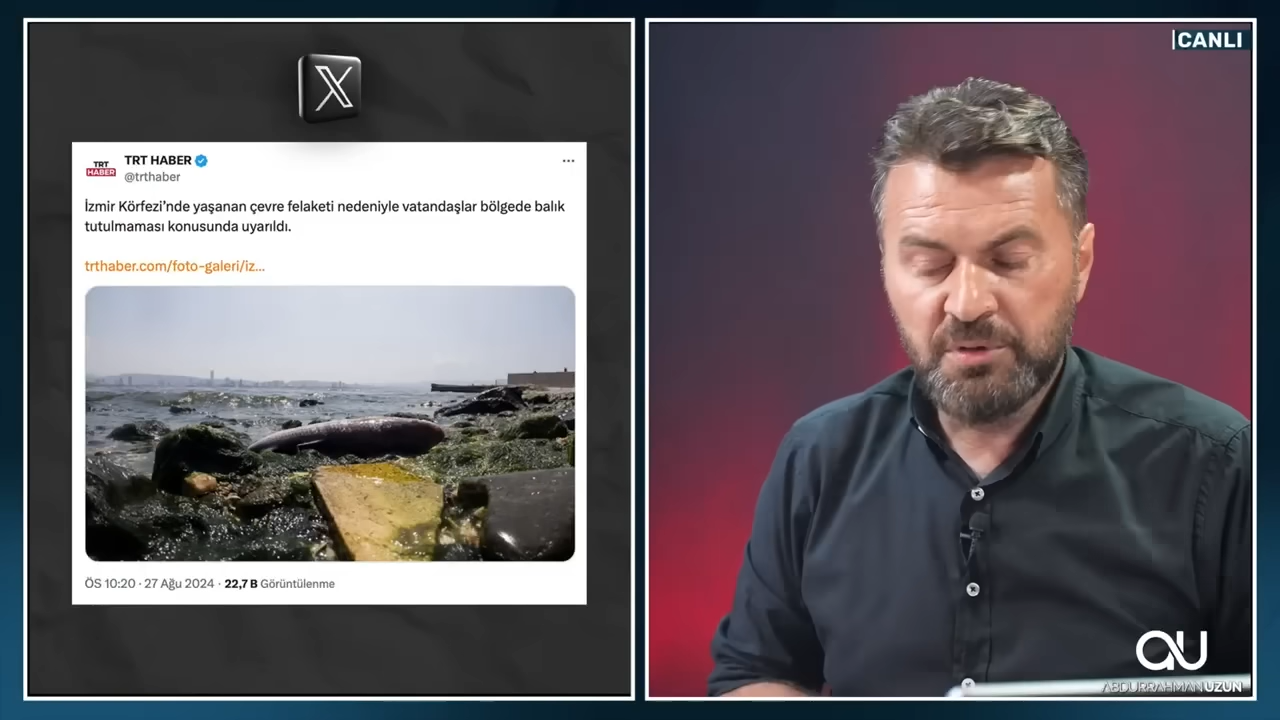 X
TRT HABER
TRT
HABER
@trthaber
İzmir Körfezi'nde yaşanan çevre felaketi nedeniyle vatandaşlar bölgede balık
tutulmaması konusunda uyarıldı.
trthaber.com/foto-galeri/iz...
ÖS 10:20 · 27 Ağu 2024 · 22,7 B Görüntülenme
CANLI
AU
ABDURRAHMAN UZUN